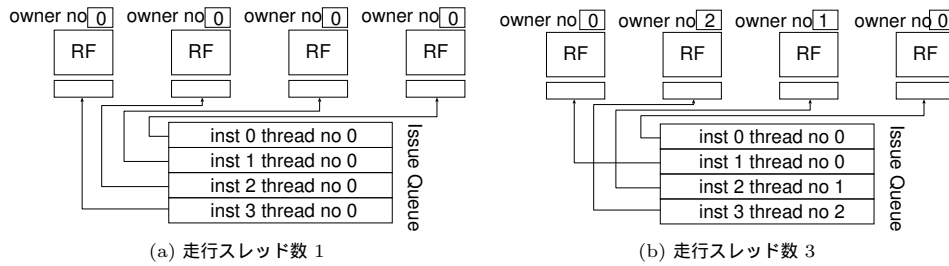 owner no 0 owner no 0 owner no 0 owner no 0
RF RF RF RF
inst 0 thread no 0
inst 1 thread no 0
inst 2 thread no 0
inst 3 thread no 0
Issue Queue
(a) 走行スレッド数 1
owner no 0 owner no 2 owner no 1 owner no 0
RF RF RF RF
inst 0 thread no 0
inst 1 thread no 0
inst 2 thread no 1
inst 3 thread no 2
Issue Queue
(b) 走行スレッド数 3